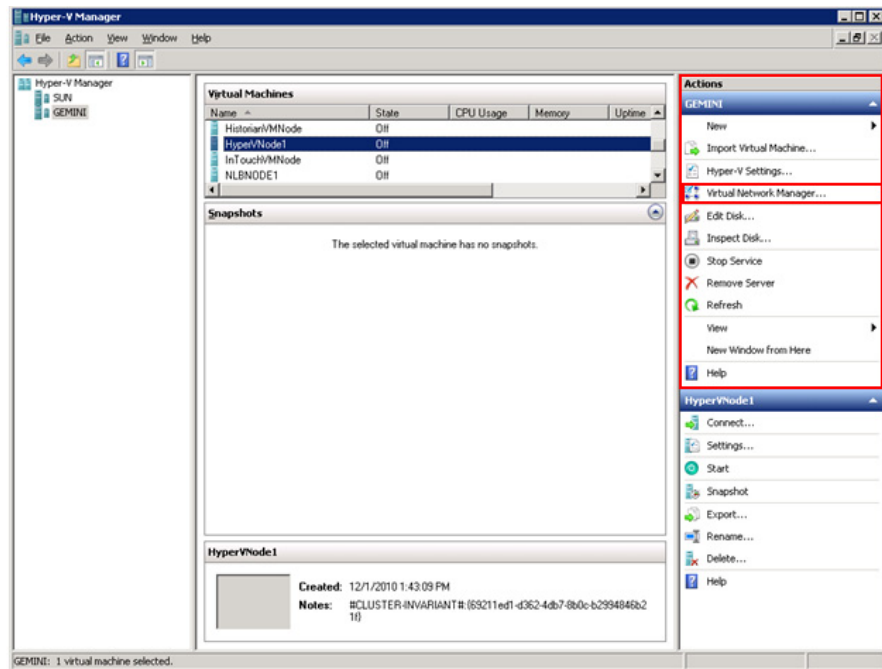 Hyper-V Manager
File Action View Window Help
Hyper-V Manager
SUN
GEMINI
Virtual Machines
Name State CPU Usage Memory Uptime
HistorianVMNode Off
HyperVNode1 Off
InTouchVMNode Off
NLBNODE1 Off
Snapshots
The selected virtual machine has no snapshots.
HyperVNode1
Created: 12/1/2010 1:43:09 PM
Notes: #CLUSTER-INVARIANT#:{69211ed1-d362-4db7-8b0c-b2994846b2
1f}
Actions
GEMINI
New
Import Virtual Machine...
Hyper-V Settings...
Virtual Network Manager...
Edit Disk...
Inspect Disk...
Stop Service
Remove Server
Refresh
View
New Window from Here
Help
HyperVNode1
Connect...
Settings...
Start
Snapshot
Export...
Rename...
Delete...
Help
GEMINI: 1 virtual machine selected.